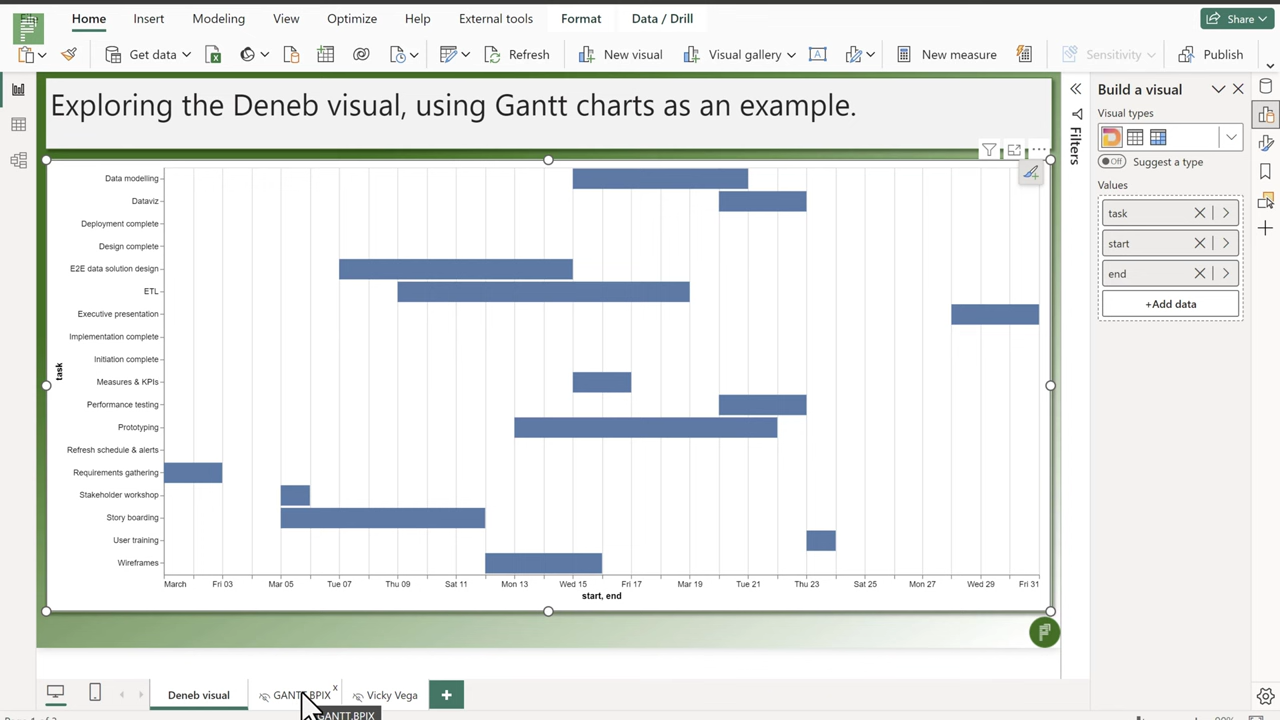 Home Insert Modeling View Optimize Help External tools Format Data / Drill Share
Get data Refresh New visual Visual gallery New measure Sensitivity Publish
Exploring the Deneb visual, using Gantt charts as an example.
Data modelling
Dataviz
Deployment complete
Design complete
E2E data solution design
ETL
Executive presentation
Implementation complete
Initiation complete
Measures & KPIs
Performance testing
Prototyping
Refresh schedule & alerts
Requirements gathering
Stakeholder workshop
Story boarding
User training
Wireframes
task
March Fri 03 Mar 05 Tue 07 Thu 09 Sat 11 Mon 13 Wed 15 Fri 17 Mar 19 Tue 21 Thu 23 Sat 25 Mon 27 Wed 29 Fri 31
start, end
Filters
Build a visual
Visual types
Off Suggest a type
Values
task
start
end
+Add data
Deneb visual GANTT.BPIX x Vicky Vega +
GANTT.BPIX